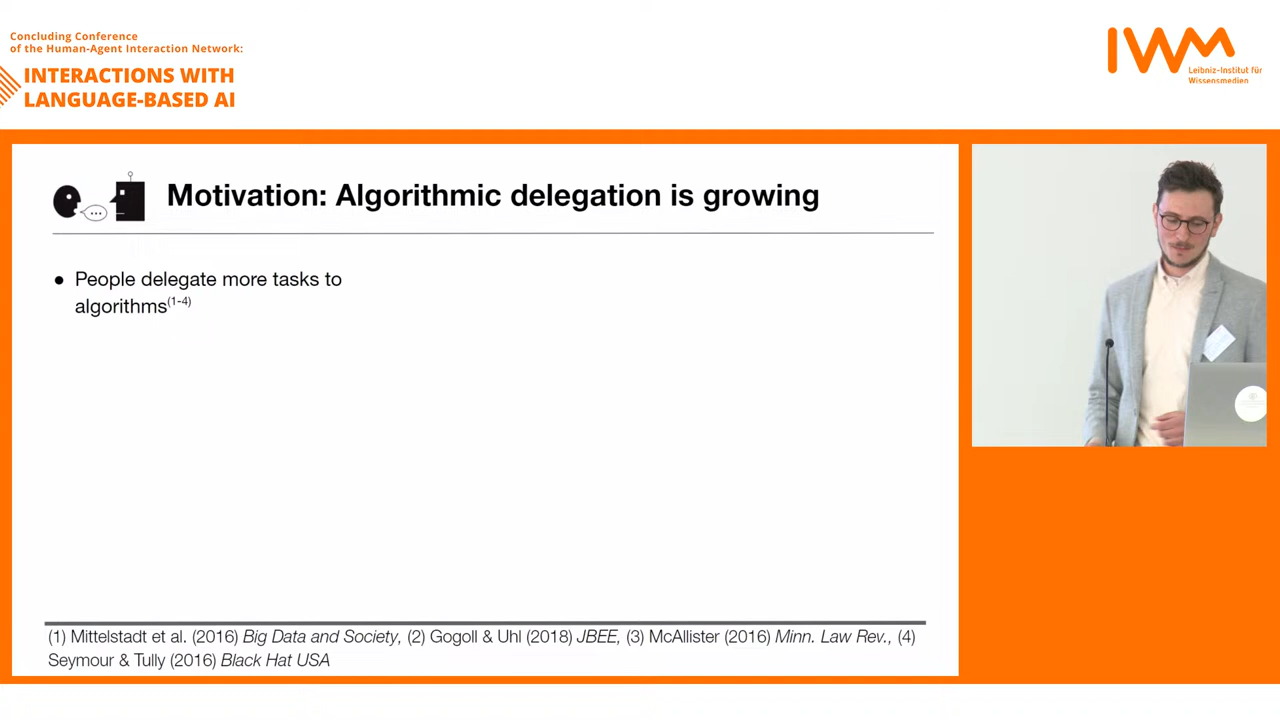 Concluding Conference
of the Human-Agent Interaction Network:
INTERACTIONS WITH
LANGUAGE-BASED AI
IWM
Leibniz-Institut für
Wissensmedien
...
Motivation: Algorithmic delegation is growing
● People delegate more tasks to
algorithms(1-4)
(1) Mittelstadt et al. (2016) Big Data and Society, (2) Gogoll & Uhl (2018) JBEE, (3) McAllister (2016) Minn. Law Rev., (4)
Seymour & Tully (2016) Black Hat USA